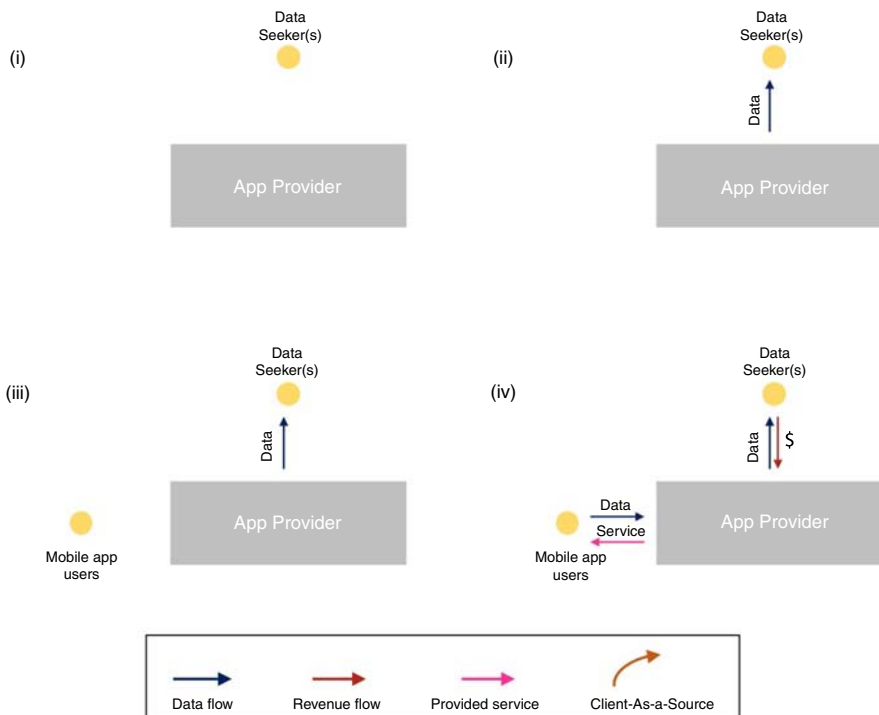 Data
Seeker(s)
(i)
App Provider
Data
Seeker(s)
(ii)
Data
App Provider
Data
Seeker(s)
(iii)
Data
App Provider
Mobile app
users
Data
Seeker(s)
(iv)
Data
$
Data
Service
App Provider
Mobile app
users
Data flow
Revenue flow
Provided service
Client-As-a-Source